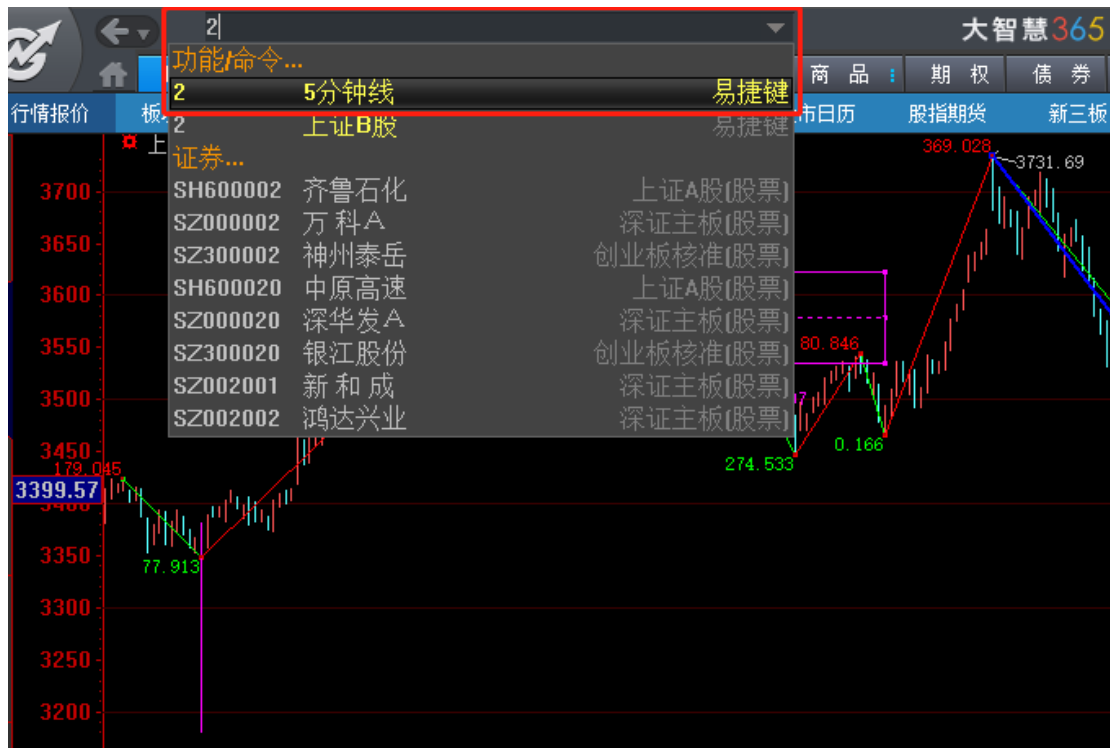 2
大智慧365
功能/命令...
2 5分钟线 易捷键
2 上证B股 易捷键
证券...
SH600002 齐鲁石化 上证A股(股票)
SZ000002 万 科A 深证主板(股票)
SZ300002 神州泰岳 创业板核准(股票)
SH600020 中原高速 上证A股(股票)
SZ000020 深华发A 深证主板(股票)
SZ300020 银江股份 创业板核准(股票)
SZ002001 新 和 成 深证主板(股票)
SZ002002 鸿达兴业 深证主板(股票)
商 品
期 权
债 券
行情报价
板
市日历
股指期货
新三板
上
369.028
3731.69
3700
3650
3600
3550
80.846
3500
3450
0.166
274.533
179.045
3399.57
3350
77.913
3300
3250
3200